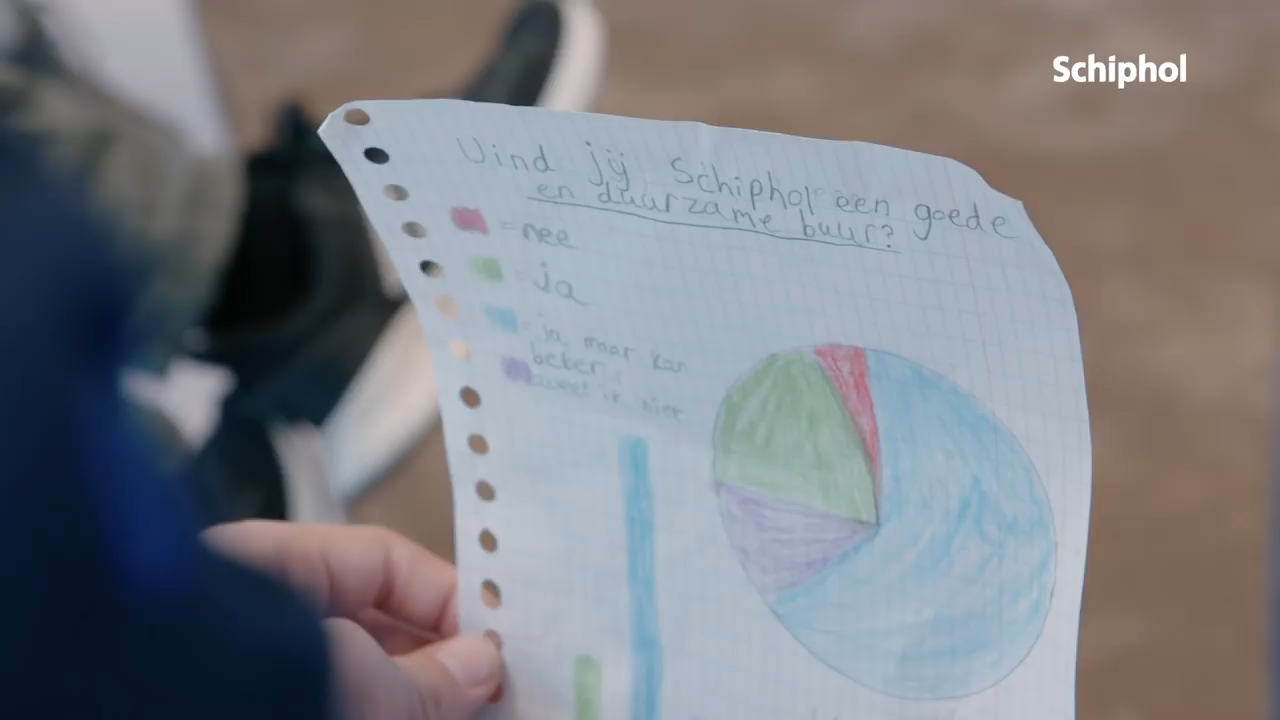 Schiphol
Vind jij Schiphol een goede
en duurzame buur?
= nee
= ja
= ja, maar kan
beter
= weet ik niet